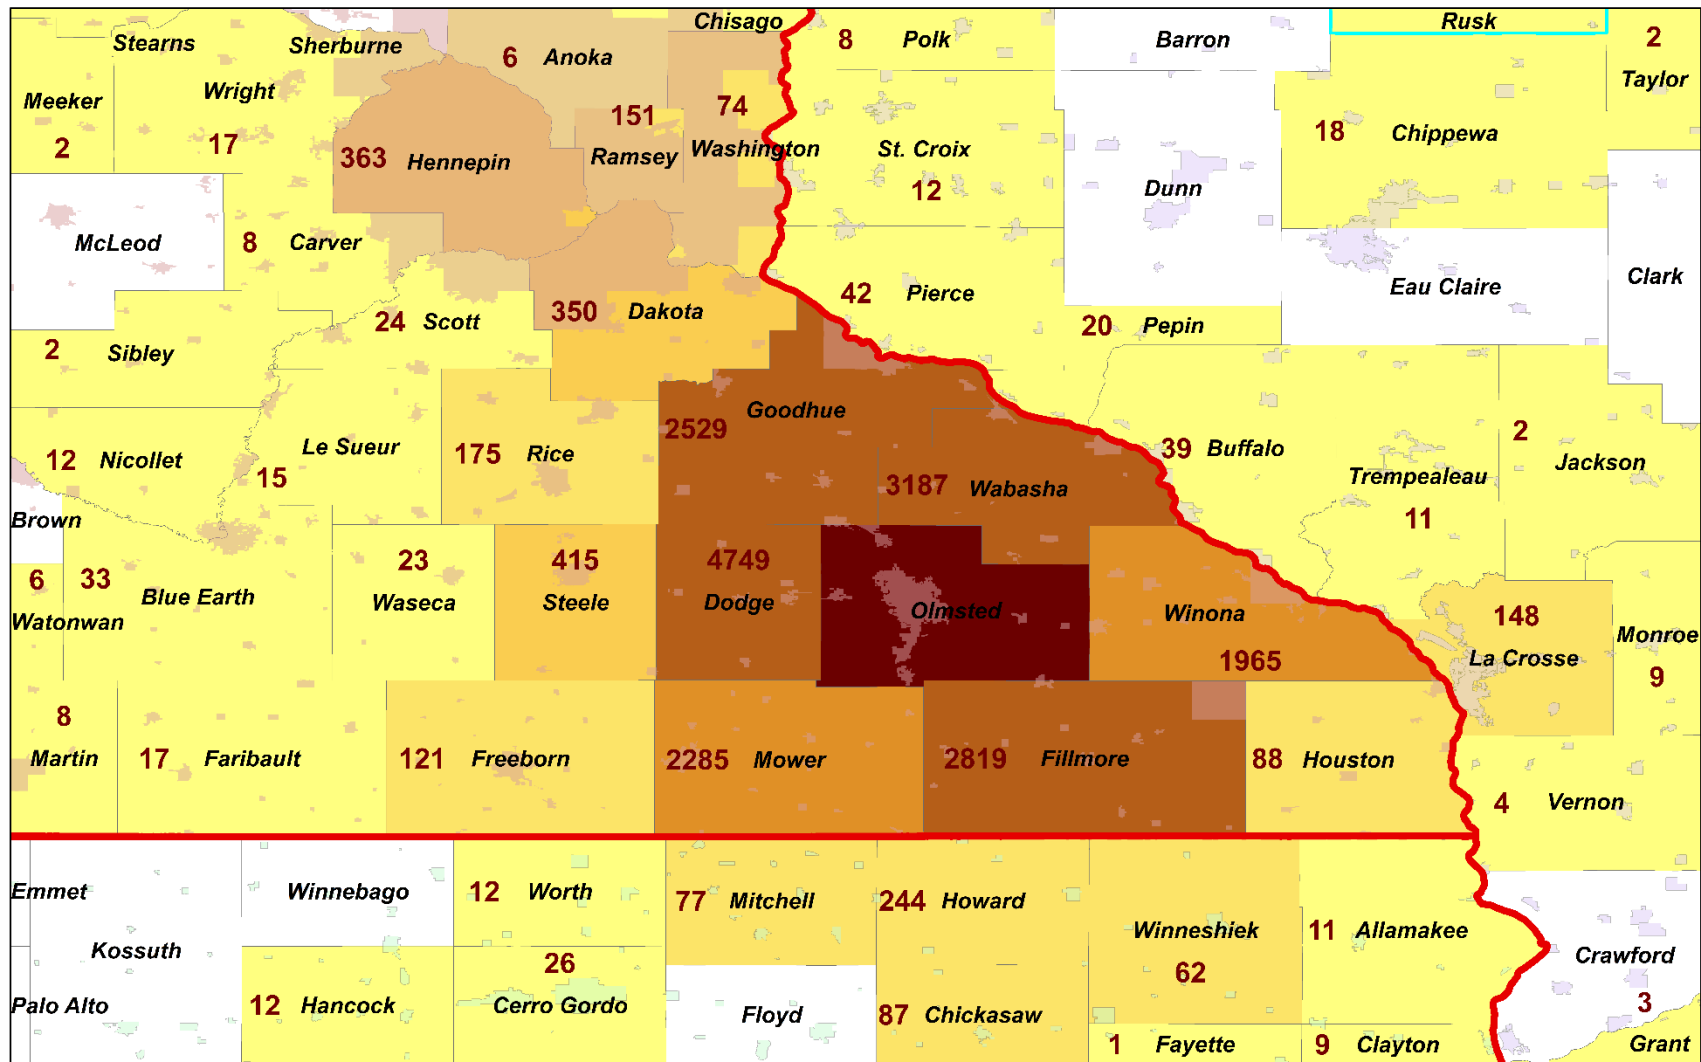 Chisago
Rusk
Stearns
Sherburne
6 Anoka
8 Polk
Barron
2
Taylor
Meeker
2
Wright
17
363 Hennepin
151
Ramsey
74
Washington
St. Croix
12
Dunn
18 Chippewa
McLeod
8 Carver
Eau Claire
Clark
24 Scott
350 Dakota
42 Pierce
20 Pepin
2 Sibley
2529 Goodhue
12 Nicollet
15 Le Sueur
175 Rice
3187 Wabasha
39 Buffalo
Trempealeau
11
2 Jackson
Brown
6
Watonwan
33 Blue Earth
23
Waseca
415
Steele
4749
Dodge
Olmsted
Winona
1965
148
La Crosse
Monroe
9
8
Martin
17 Faribault
121 Freeborn
2285 Mower
2819 Fillmore
88 Houston
4 Vernon
Emmet
Winnebago
12 Worth
77 Mitchell
244 Howard
Winneshiek
62
11 Allamakee
Kossuth
Crawford
3
Palo Alto
12 Hancock
26
Cerro Gordo
Floyd
87 Chickasaw
1 Fayette
9 Clayton
Grant